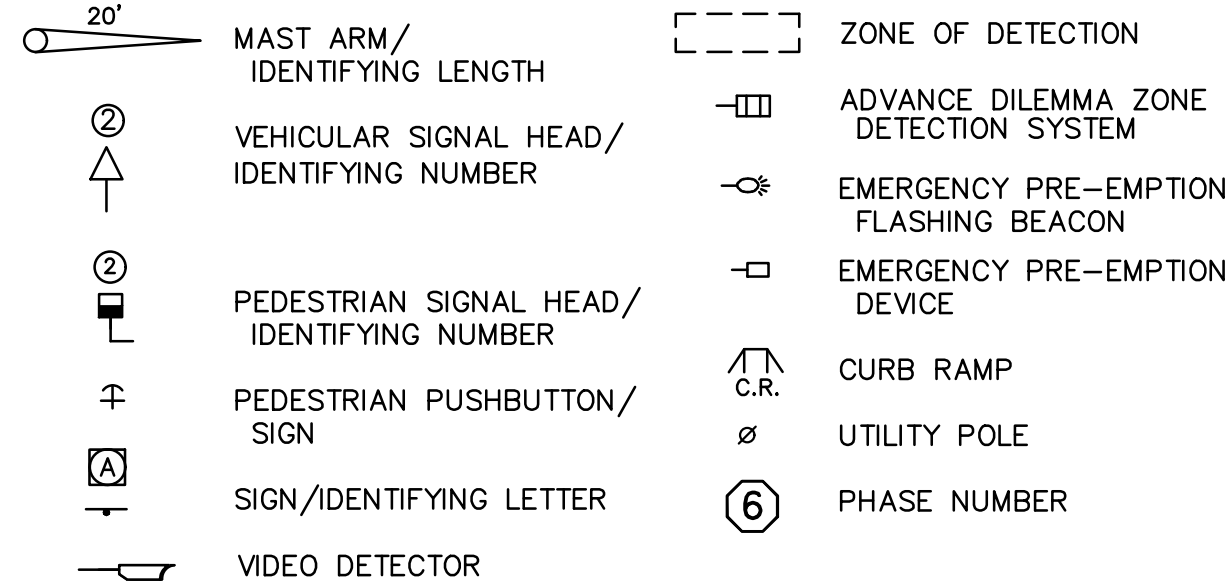 20'
MAST ARM/
IDENTIFYING LENGTH
2
VEHICULAR SIGNAL HEAD/
IDENTIFYING NUMBER
2
PEDESTRIAN SIGNAL HEAD/
IDENTIFYING NUMBER
PEDESTRIAN PUSHBUTTON/
SIGN
A
SIGN/IDENTIFYING LETTER
VIDEO DETECTOR
ZONE OF DETECTION
ADVANCE DILEMMA ZONE
DETECTION SYSTEM
EMERGENCY PRE-EMPTION
FLASHING BEACON
EMERGENCY PRE-EMPTION
DEVICE
C.R.
CURB RAMP
UTILITY POLE
6
PHASE NUMBER